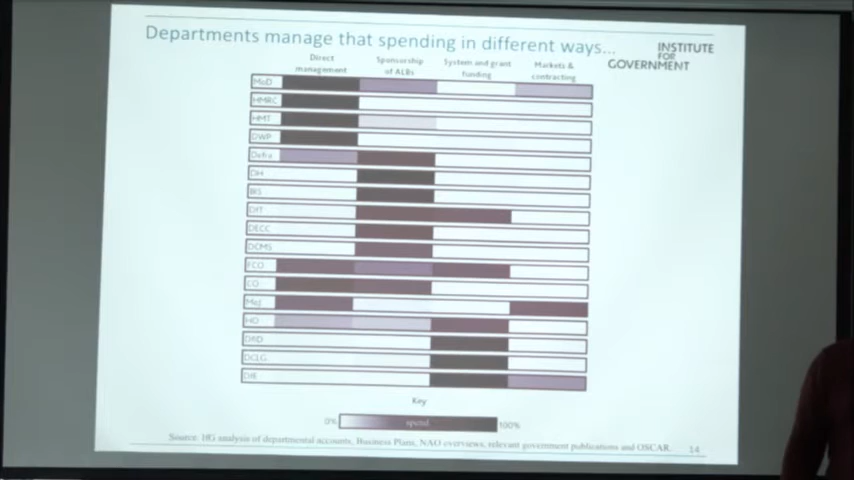 Departments manage that spending in different ways...
INSTITUTE
FOR
GOVERNMENT
Direct
management
Sponsorship
of ALBs
System and grant
funding
Markets &
contracting
MoD
HMRC
HMT
DWP
Defra
DH
BIS
DfT
DECC
DCMS
FCO
CO
MoJ
HO
DfID
DCLG
DfE
Key
0%
spend
100%
Source: IfG analysis of departmental accounts, Business Plans, NAO overviews, relevant government publications and OSCAR.
14